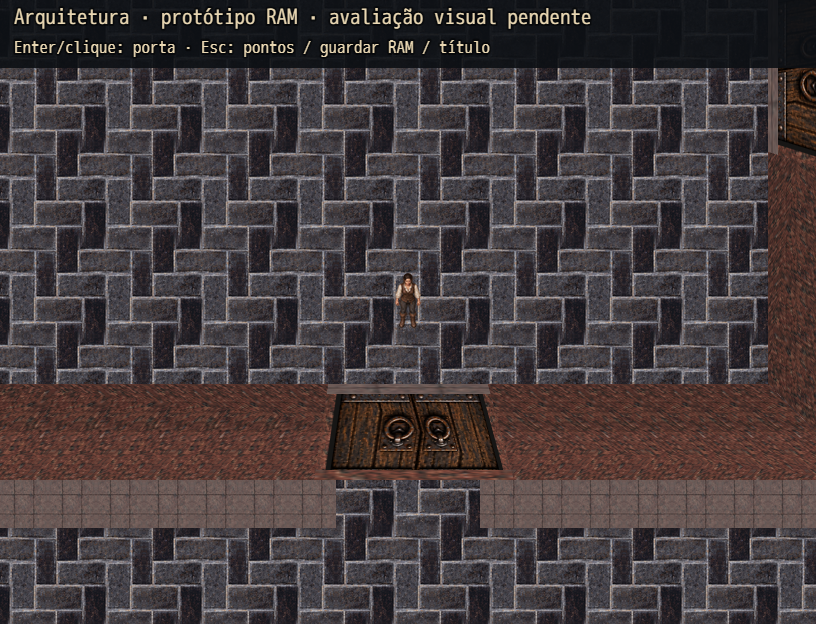 Arquitetura · protótipo RAM · avaliação visual pendente
Enter/clique: porta · Esc: pontos / guardar RAM / título